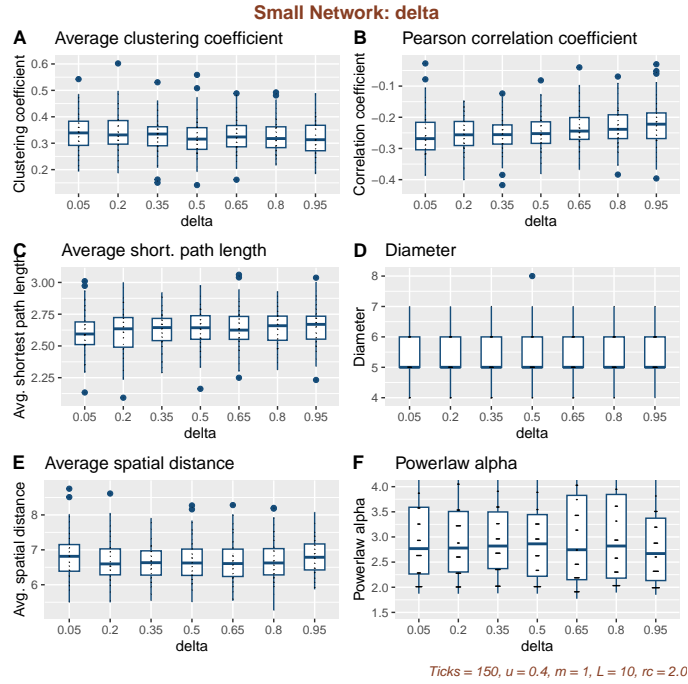 Small Network: delta
A Average clustering coefficient
Clustering coefficient
0.6
0.5
0.4
0.3
0.2
0.05 0.2 0.35 0.5 0.65 0.8 0.95
delta
B Pearson correlation coefficient
Correlation coefficient
−0.1
−0.2
−0.3
−0.4
0.05 0.2 0.35 0.5 0.65 0.8 0.95
delta
C Average short. path length
Avg. shortest path length
3.00
2.75
2.50
2.25
0.05 0.2 0.35 0.5 0.65 0.8 0.95
delta
D Diameter
Diameter
8
7
6
5
4
0.05 0.2 0.35 0.5 0.65 0.8 0.95
delta
E Average spatial distance
Avg. spatial distance
8
7
6
0.05 0.2 0.35 0.5 0.65 0.8 0.95
delta
F Powerlaw alpha
Powerlaw alpha
4.0
3.5
3.0
2.5
2.0
1.5
0.05 0.2 0.35 0.5 0.65 0.8 0.95
delta
Ticks = 150, u = 0.4, m = 1, L = 10, rc = 2.0